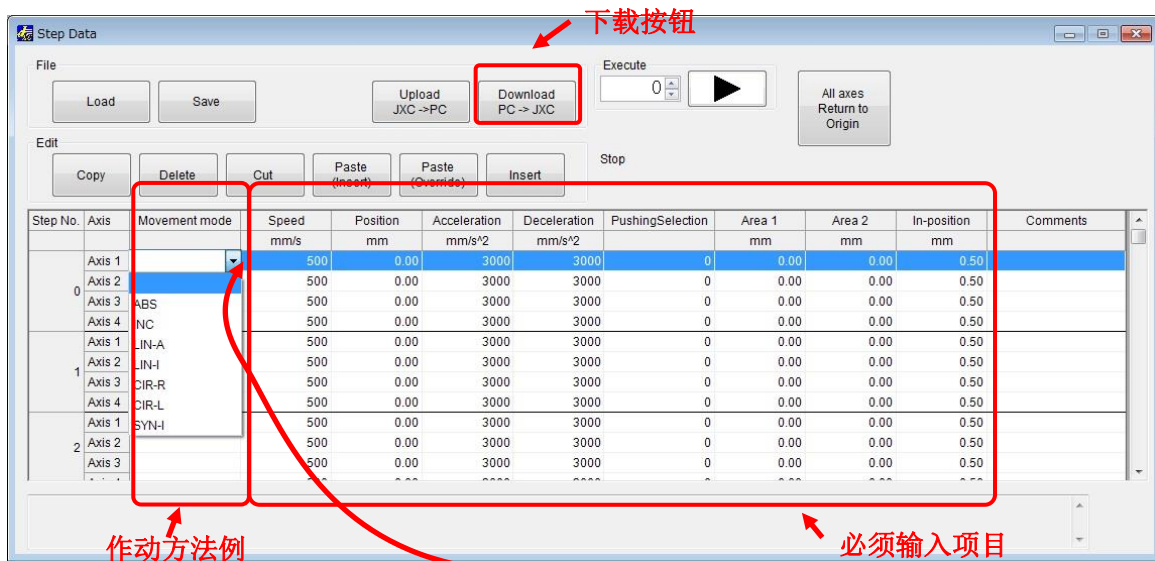 下载按钮
Step Data
File
Execute
Load
Save
Upload
JXC ->PC
Download
PC -> JXC
0
All axes
Return to
Origin
Edit
Copy
Delete
Cut
Paste
(Insert)
Paste
(Override)
Insert
Stop
Step No. Axis Movement mode Speed Position Acceleration Deceleration PushingSelection Area 1 Area 2 In-position Comments
mm/s mm mm/s^2 mm/s^2 mm mm mm
0 Axis 1 500 0.00 3000 3000 0 0.00 0.00 0.50
Axis 2 500 0.00 3000 3000 0 0.00 0.00 0.50
Axis 3 ABS 500 0.00 3000 3000 0 0.00 0.00 0.50
Axis 4 INC 500 0.00 3000 3000 0 0.00 0.00 0.50
1 Axis 1 LIN-A 500 0.00 3000 3000 0 0.00 0.00 0.50
Axis 2 LIN-I 500 0.00 3000 3000 0 0.00 0.00 0.50
Axis 3 CIR-R 500 0.00 3000 3000 0 0.00 0.00 0.50
Axis 4 CIR-L 500 0.00 3000 3000 0 0.00 0.00 0.50
2 Axis 1 SYN-I 500 0.00 3000 3000 0 0.00 0.00 0.50
Axis 2 500 0.00 3000 3000 0 0.00 0.00 0.50
Axis 3 500 0.00 3000 3000 0 0.00 0.00 0.50
作动方法例
必须输入项目